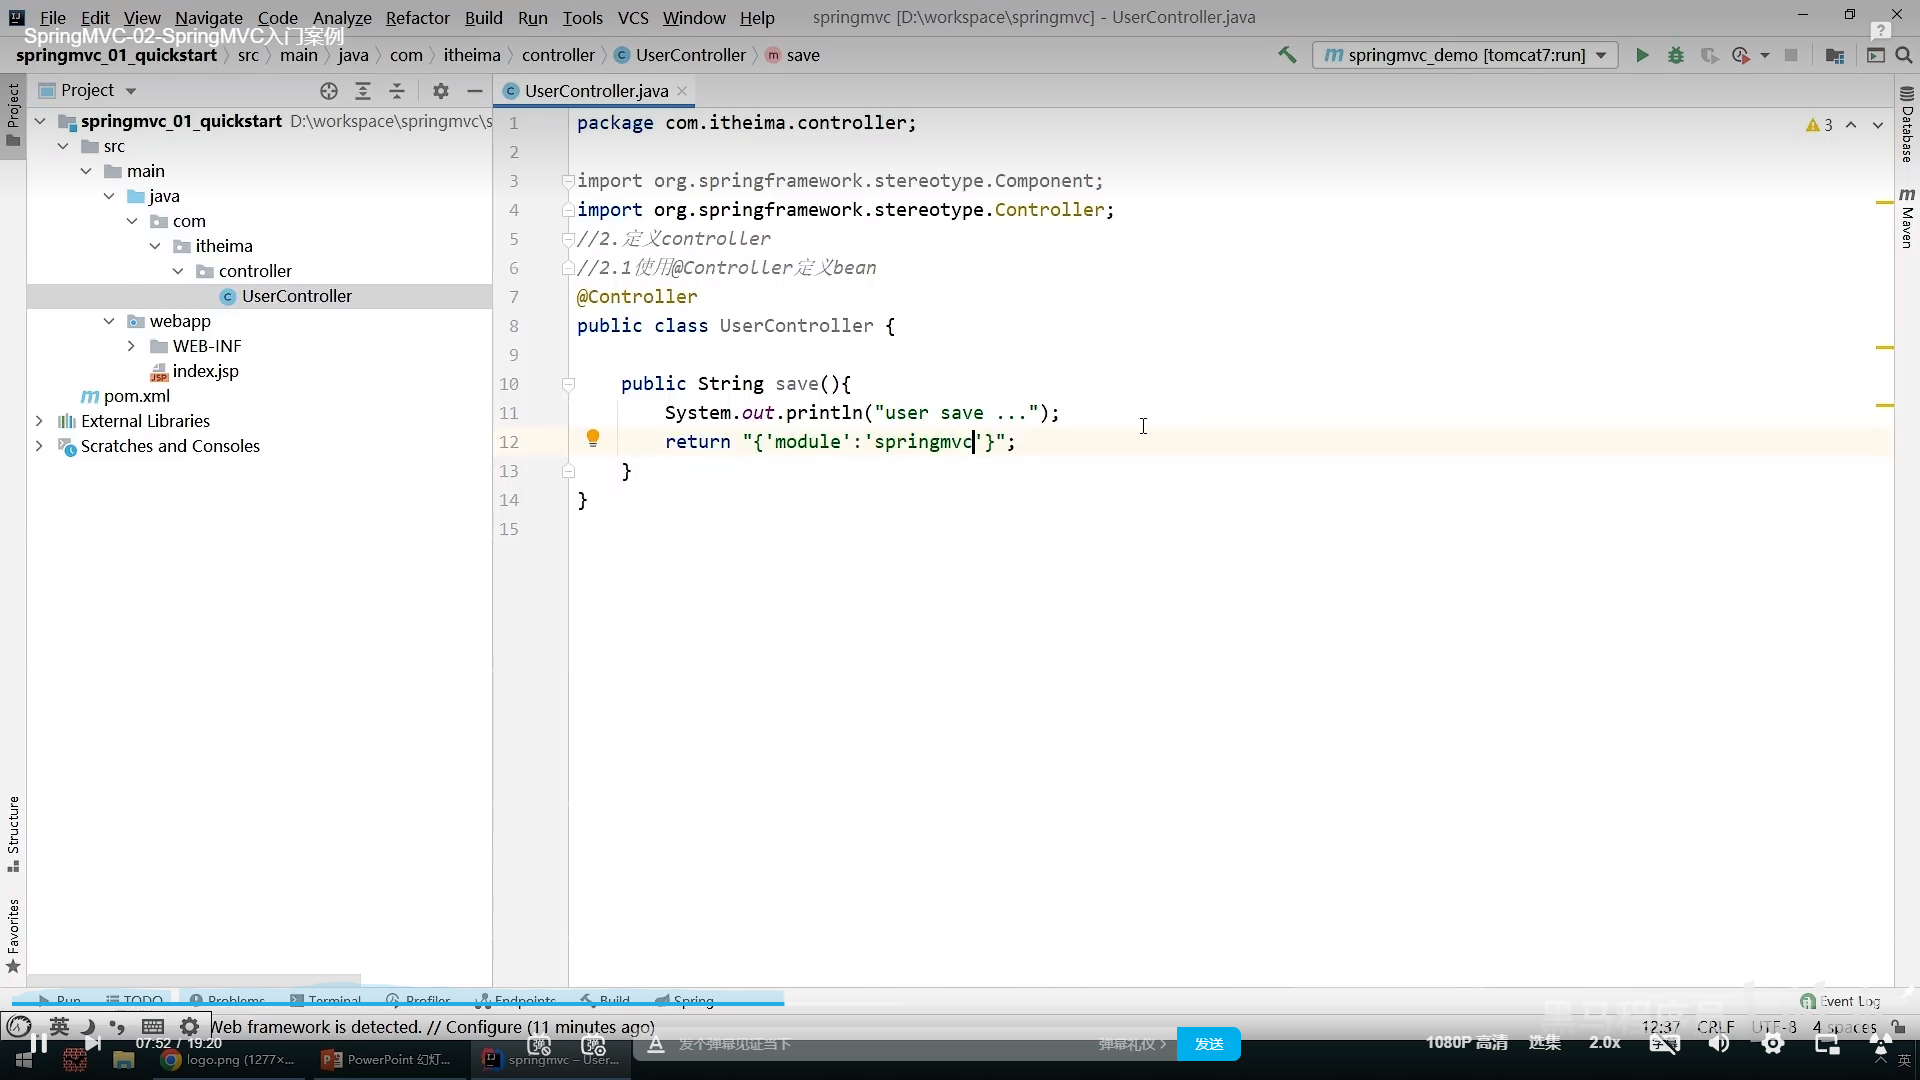 File Edit View Navigate Code Analyze Refactor Build Run Tools VCS Window Help springmvc [D:\workspace\springmvc] - UserController.java
SpringMVC-02-SpringMVC入门案例
springmvc_01_quickstart src main java com itheima controller UserController save
springmvc_demo [tomcat7:run]
Project
Project
UserController.java
springmvc_01_quickstart D:\workspace\springmvc\s
src
main
java
com
itheima
controller
UserController
webapp
WEB-INF
index.jsp
pom.xml
External Libraries
Scratches and Consoles
1 package com.itheima.controller;
2
3 import org.springframework.stereotype.Component;
4 import org.springframework.stereotype.Controller;
5 //2.定义controller
6 //2.1使用@Controller定义bean
7 @Controller
8 public class UserController {
9
10 public String save(){
11 System.out.println("user save ...");
12 return "{'module':'springmvc'}";
13 }
14 }
15
3
Database
Maven
Structure
Favorites
Run TODO Problems Terminal Profiler Endpoints Build Spring Event Log
英 Web framework is detected. // Configure (11 minutes ago) 12:37 CRLF UTF-8 4 spaces
07:52 / 19:20 发个弹幕见证当下 弹幕礼仪 > 发送 1080P 高清 选集 2.0x
logo.png (1277×... PowerPoint 幻灯... springmvc – User... 英
黑马程序员